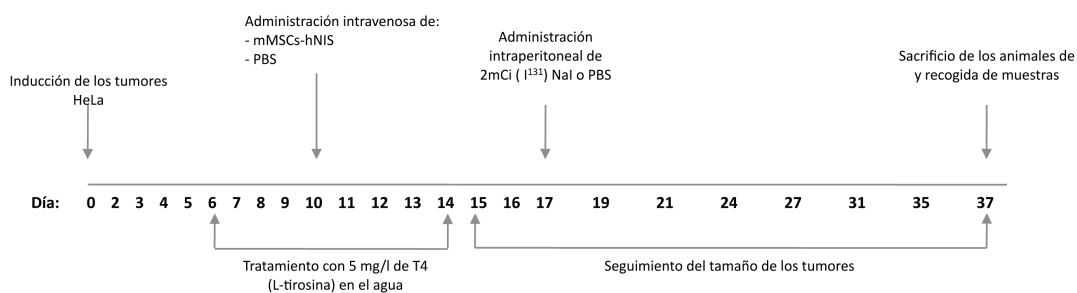 Administración intravenosa de:
- mMSCs-hNIS
- PBS
Administración
intraperitoneal de
2mCi ( I¹³¹) NaI o PBS
Sacrificio de los animales de
y recogida de muestras
Inducción de los tumores
HeLa
Día: 0 2 3 4 5 6 7 8 9 10 11 12 13 14 15 16 17 19 21 24 27 31 35 37
Tratamiento con 5 mg/l de T4
(L-tirosina) en el agua
Seguimiento del tamaño de los tumores